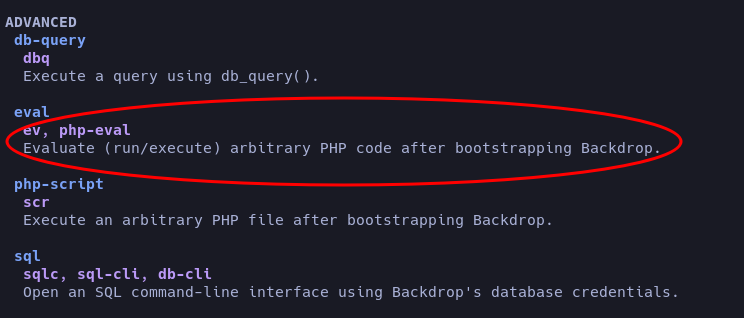 ADVANCED
db-query
dbq
Execute a query using db_query().
eval
ev, php-eval
Evaluate (run/execute) arbitrary PHP code after bootstrapping Backdrop.
php-script
scr
Execute an arbitrary PHP file after bootstrapping Backdrop.
sql
sqlc, sql-cli, db-cli
Open an SQL command-line interface using Backdrop's database credentials.